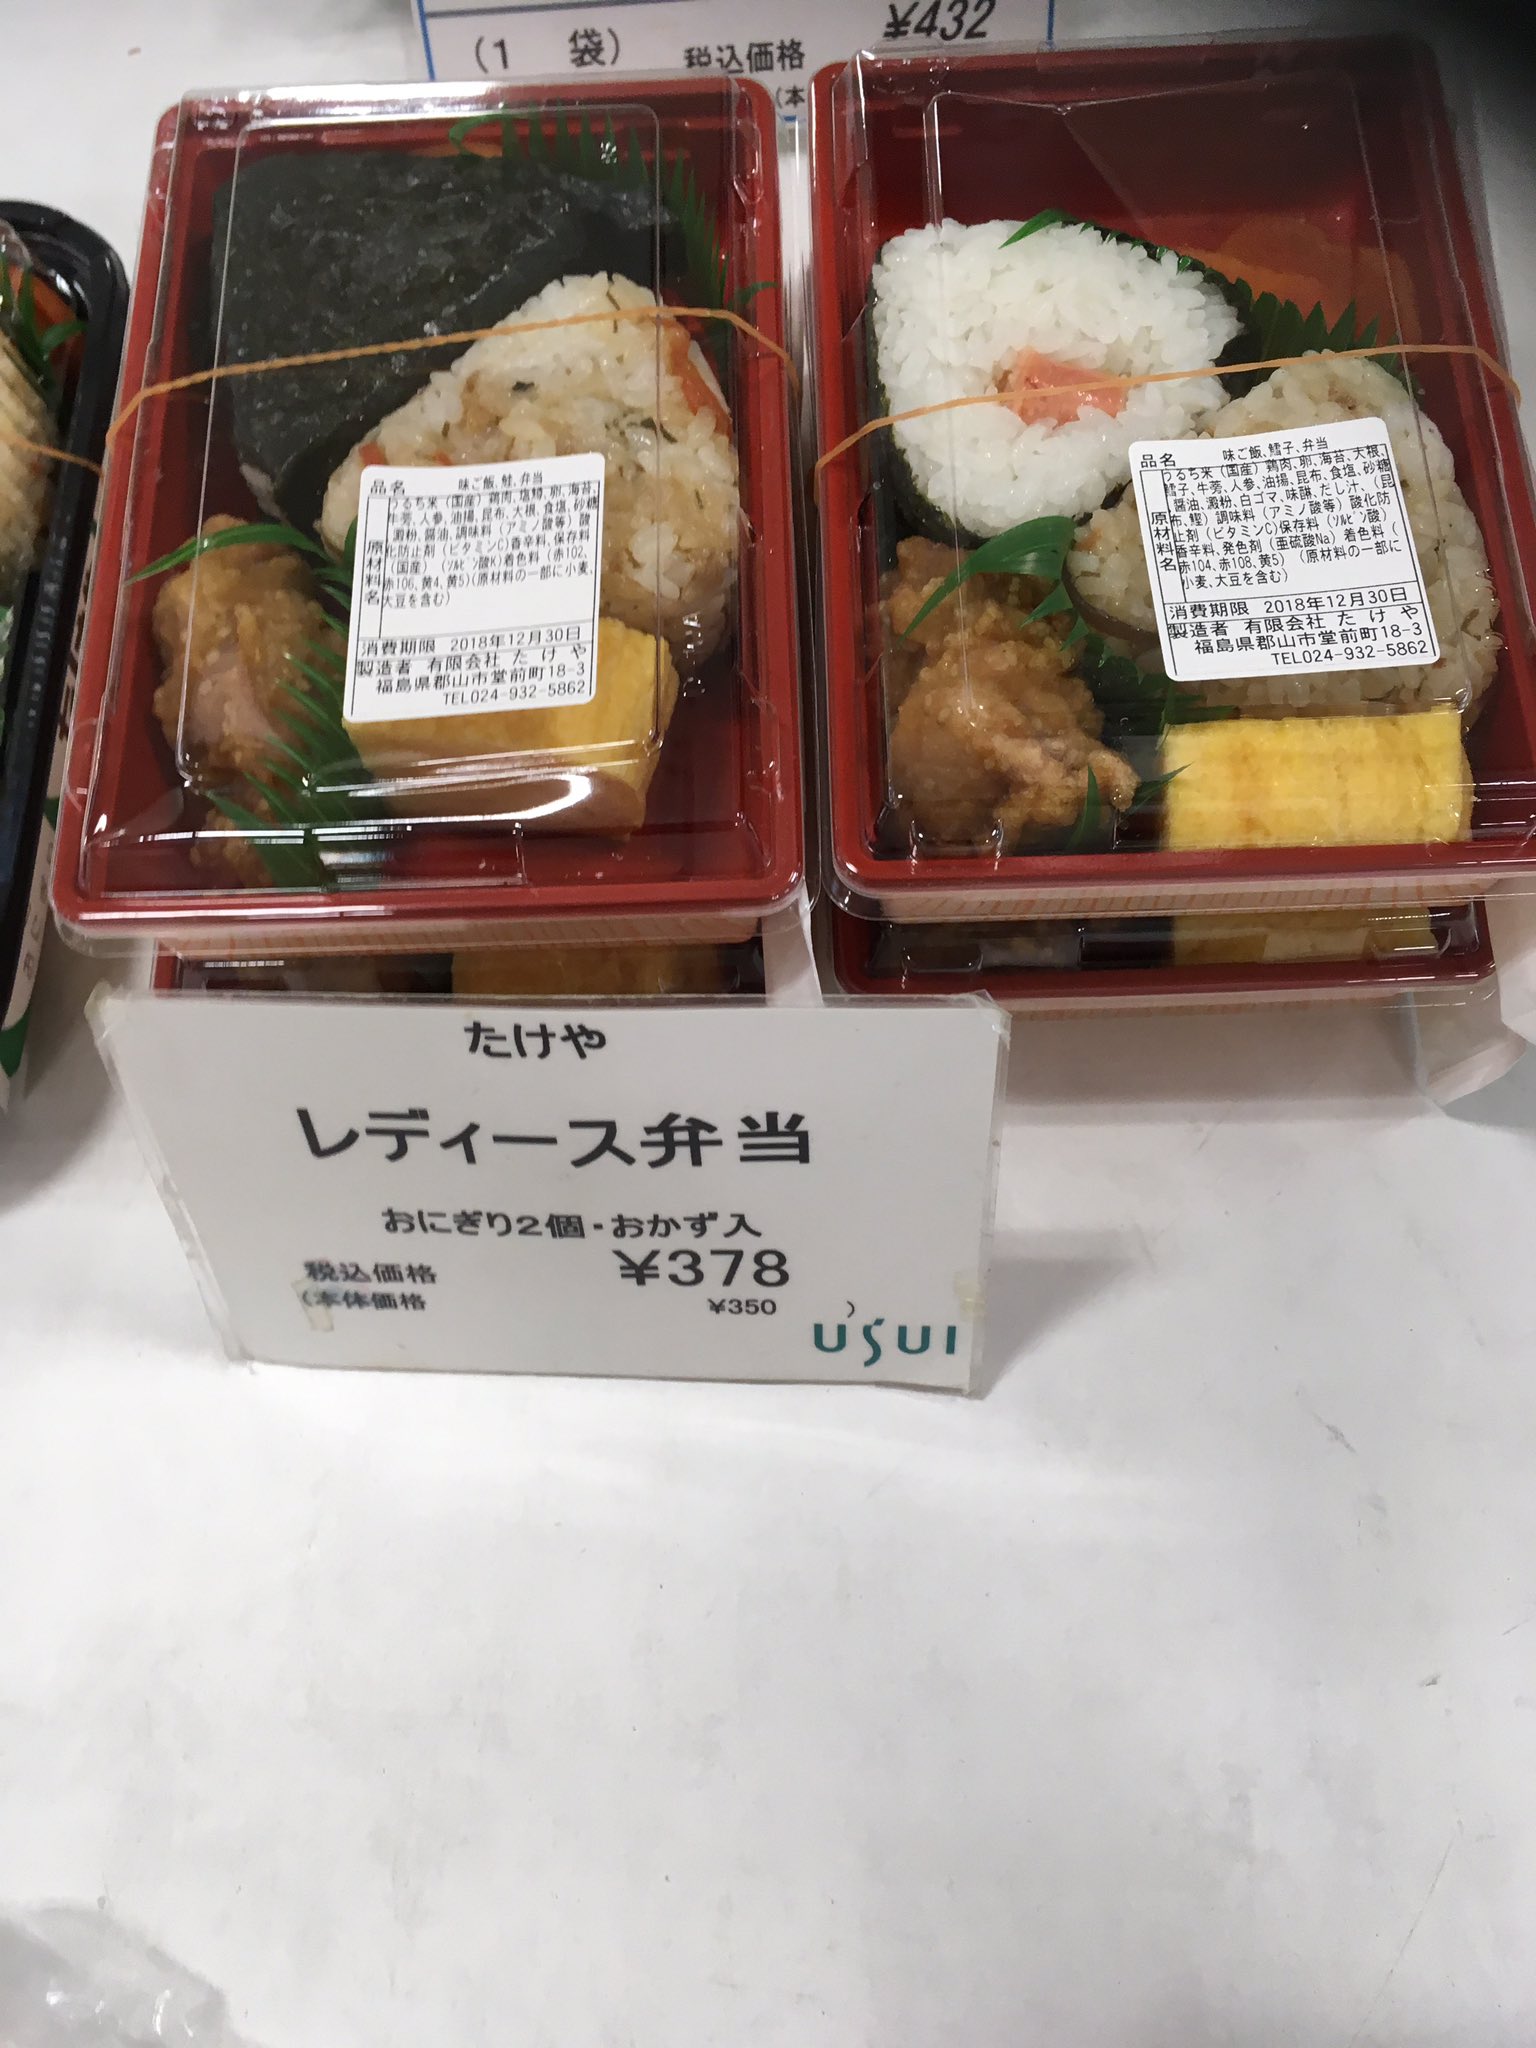 ¥432
(1 袋) 税込価格
(本
品名 味ご飯、鮭、弁当
原材料名
うるち米(国産)鶏肉、塩鱒、卵、海苔、
牛蒡、人参、油揚、昆布、大根、食塩、砂糖
澱粉、醤油、調味料(アミノ酸等)酸
化防止剤(ビタミンC)香辛料、保存料
(国産)(ソルビン酸K)着色料(赤102、
赤106、黄4、黄5)(原材料の一部に小麦、
大豆を含む)
消費期限 2018年12月30日
製造者 有限会社 たけや
福島県郡山市堂前町18-3
TEL024-932-5862
品名 味ご飯、鱈子、弁当
原材料名
うるち米(国産)鶏肉、卵、海苔、大根、
鱈子、牛蒡、人参、油揚、昆布、食塩、砂糖
醤油、澱粉、白ゴマ、味醂、だし汁、(昆
布、鰹)調味料(アミノ酸等)酸化防
止剤(ビタミンC)保存料(ソルビン酸)
香辛料、発色剤(亜硫酸Na)着色料(
赤104、赤108、黄5)(原材料の一部に
小麦、大豆を含む)
消費期限 2018年12月30日
製造者 有限会社 たけや
福島県郡山市堂前町18-3
TEL024-932-5862
たけや
レディース弁当
おにぎり2個・おかず入
税込価格 ¥378
(本体価格 ¥350 )
USUI